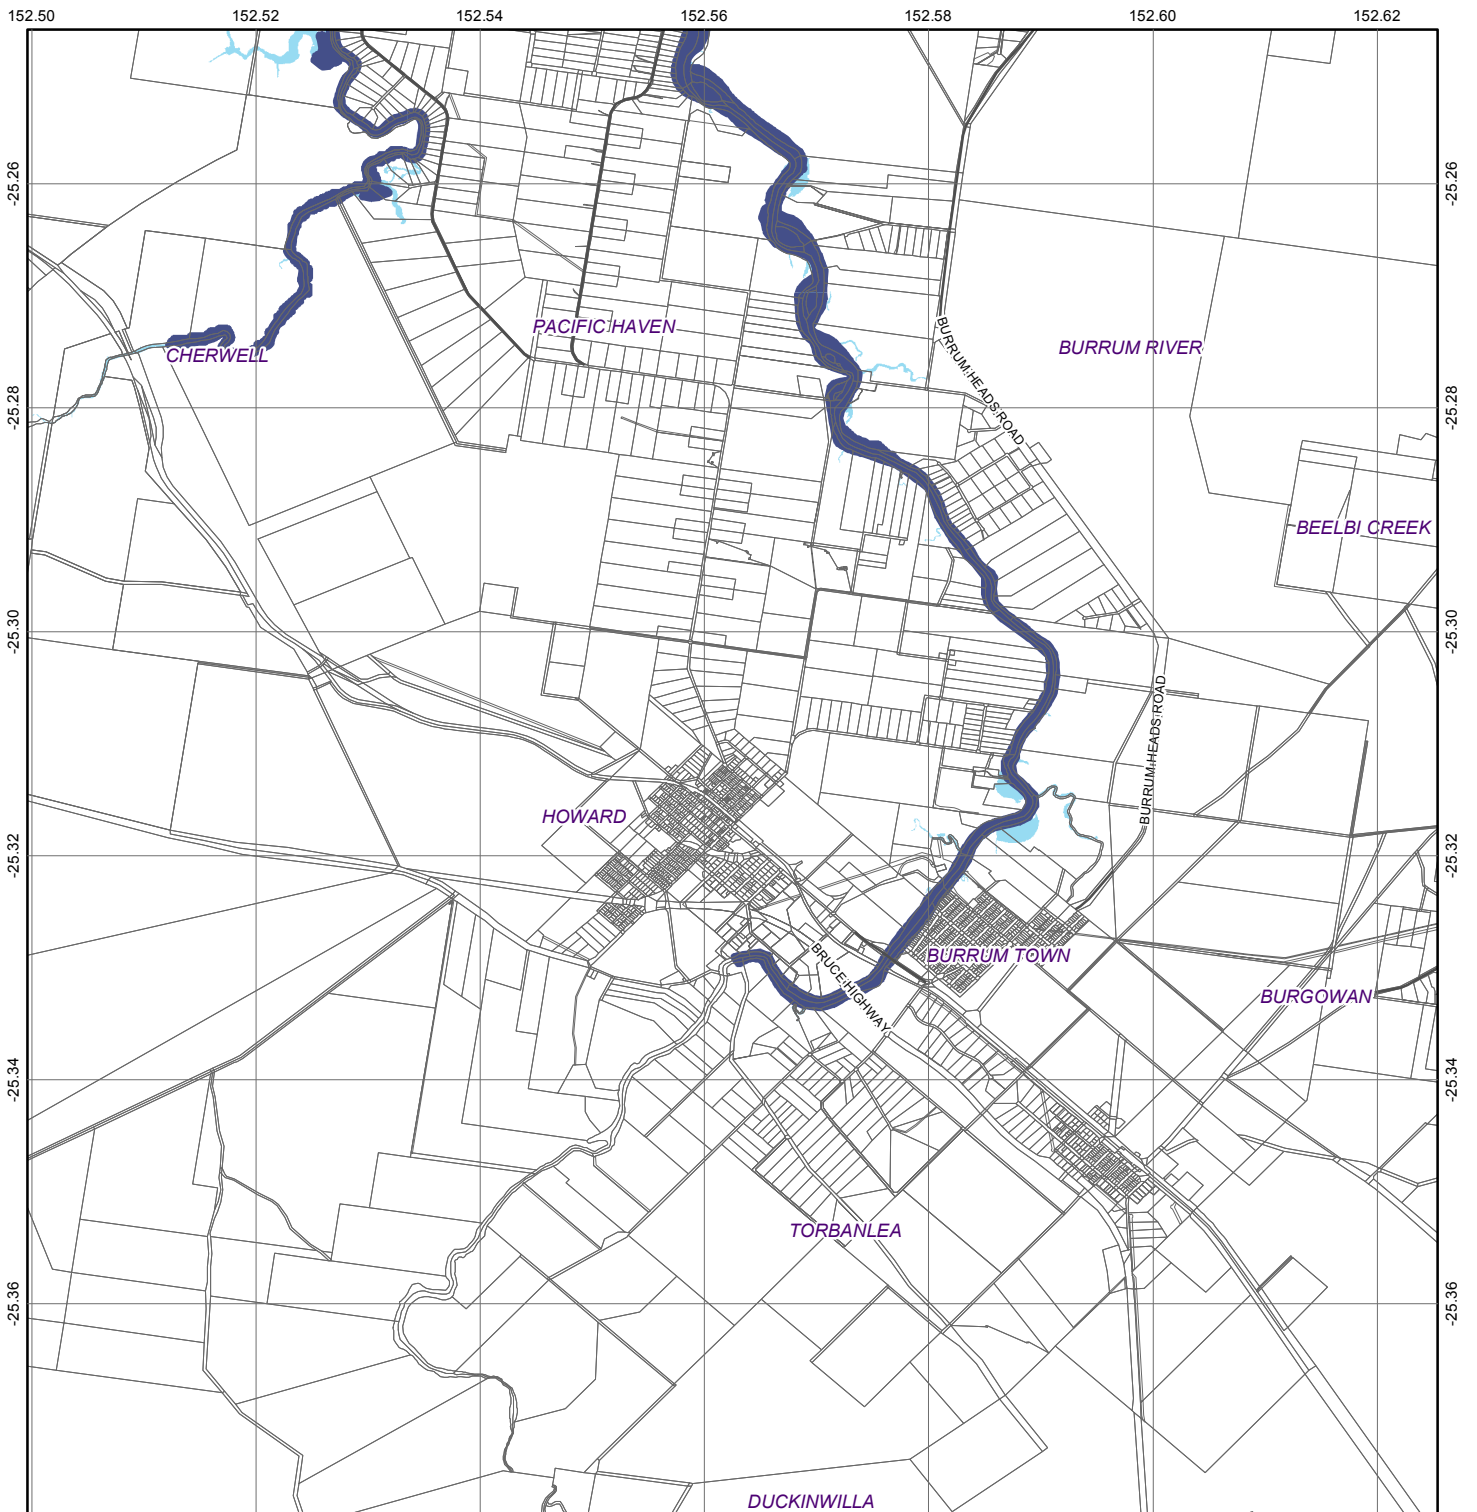 152.50
152.52
152.54
152.56
152.58
152.60
152.62
-25.26
-25.26
PACIFIC HAVEN
CHERWELL
BURRUM HEADS ROAD
BURRUM RIVER
-25.28
-25.28
BEELBI CREEK
-25.30
-25.30
BURRUM HEADS ROAD
HOWARD
-25.32
-25.32
BURRUM TOWN
BRUCE HIGHWAY
BURGOWAN
-25.34
-25.34
TORBANLEA
-25.36
-25.36
DUCKINWILLA